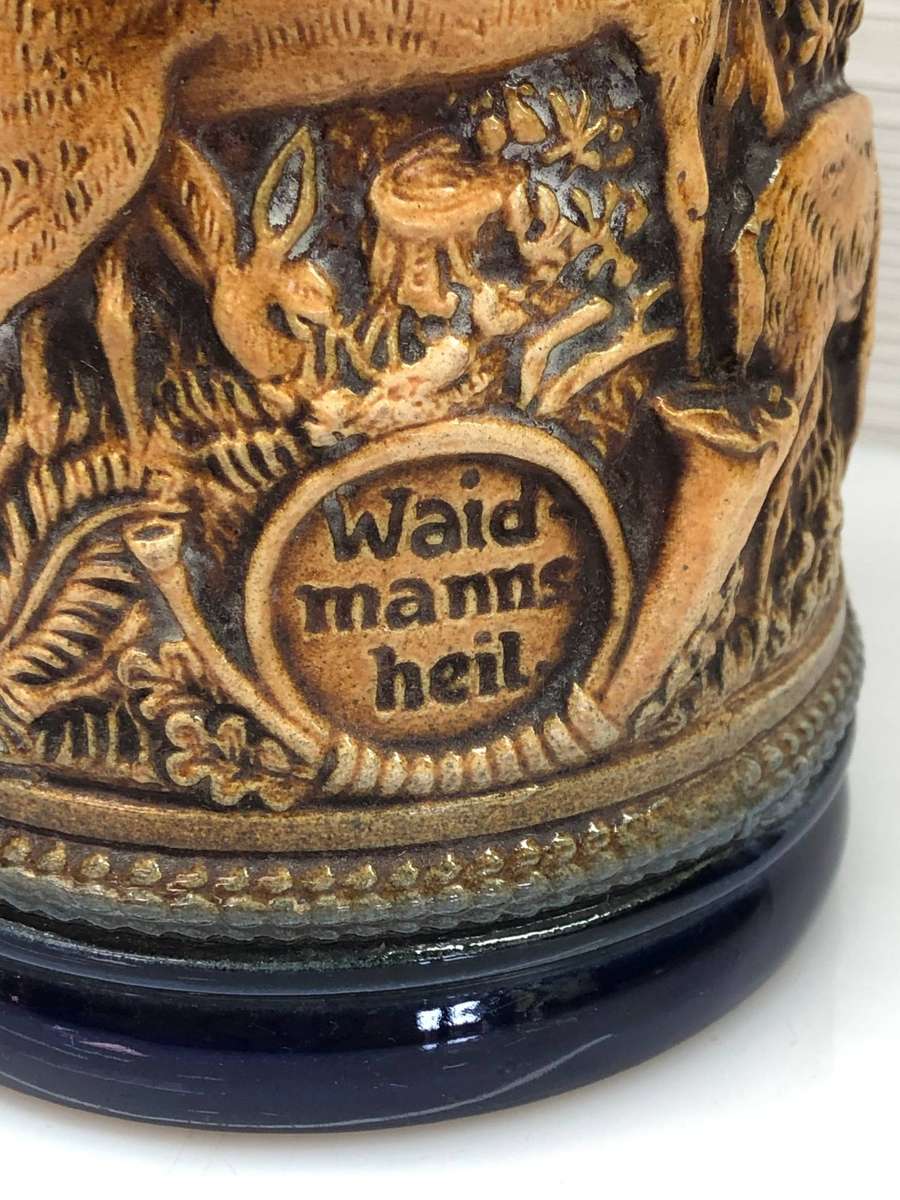 Waid-
manns
heil.